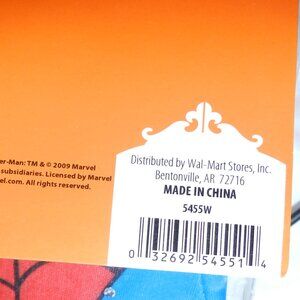 er-Man: TM & © 2009 Marvel
subsidiaries. Licensed by Marvel
el.com. All rights reserved.
Distributed by Wal-Mart Stores, Inc.
Bentonville, AR 72716
MADE IN CHINA
5455W
0 32692 54551 4